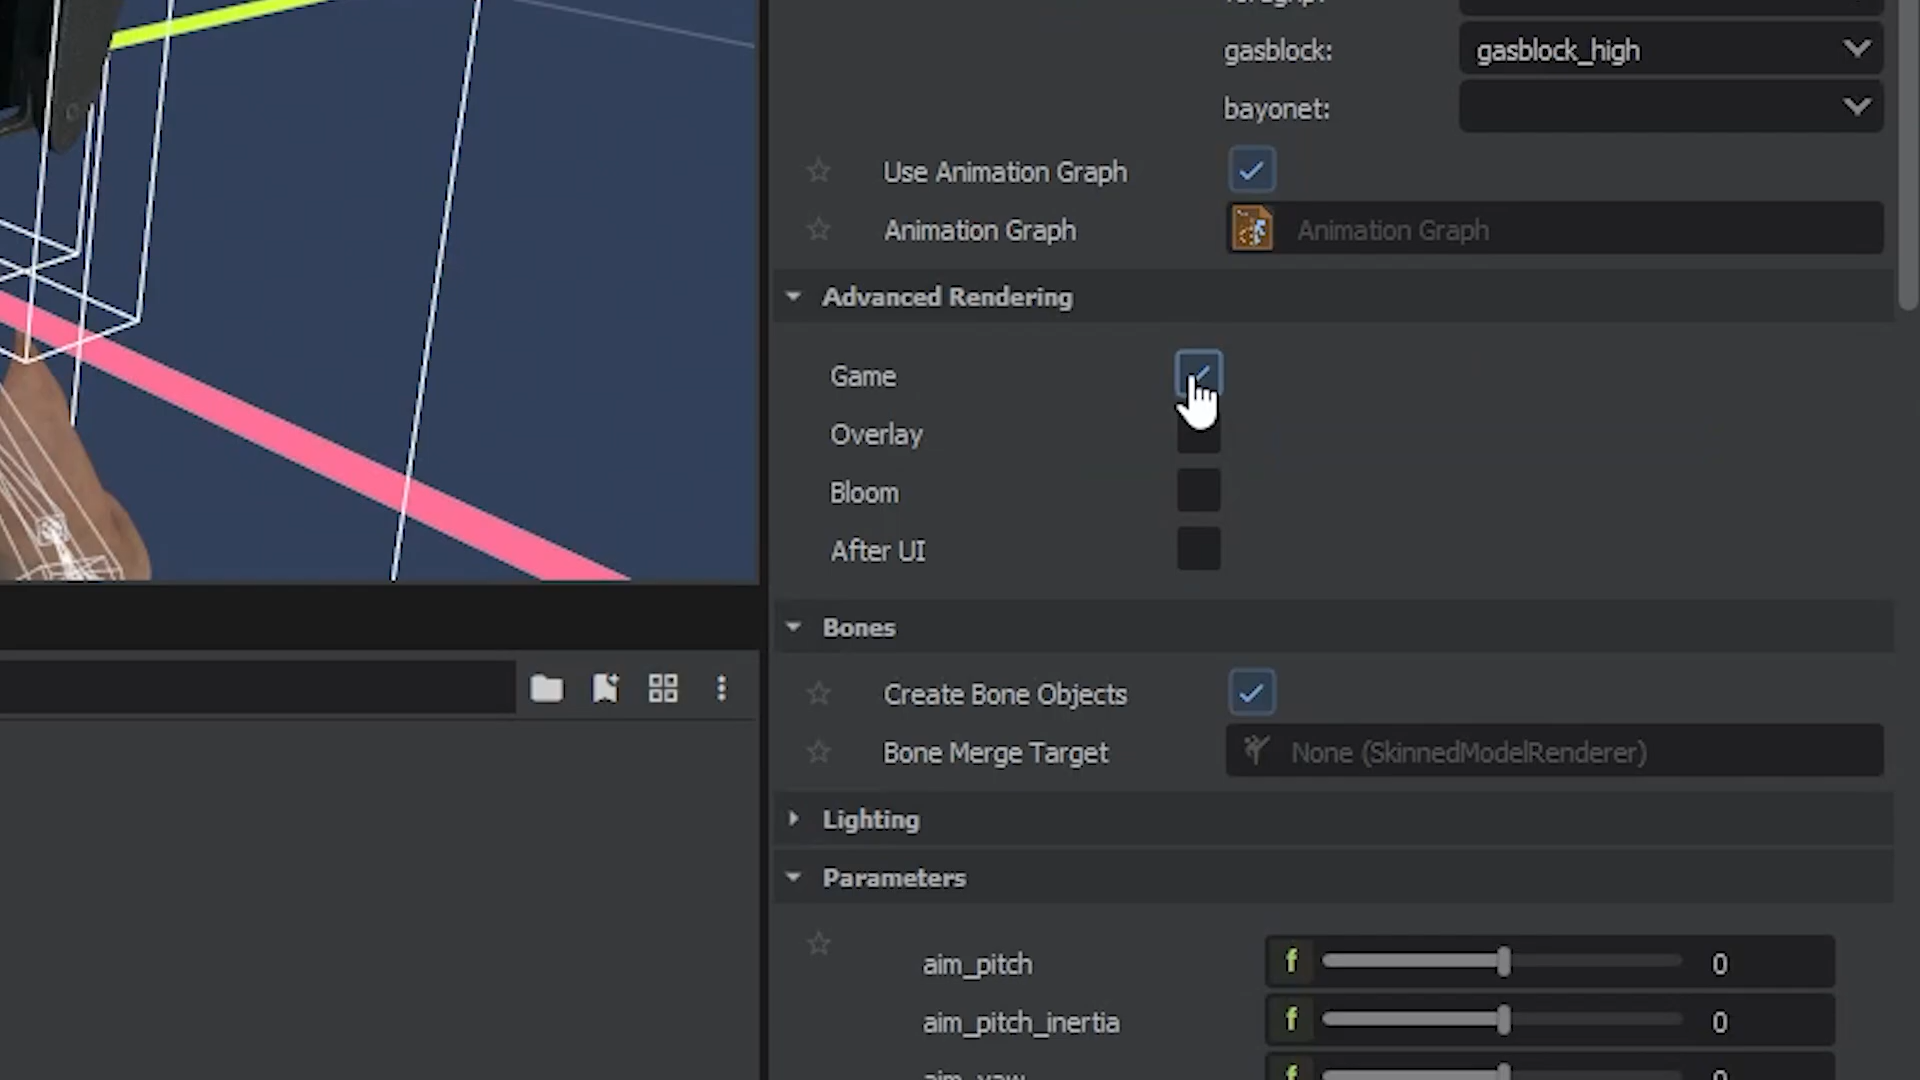 gasblock: gasblock_high
bayonet:
Use Animation Graph
Animation Graph Animation Graph
Advanced Rendering
Game
Overlay
Bloom
After UI
Bones
Create Bone Objects
Bone Merge Target None (SkinnedModelRenderer)
Lighting
Parameters
aim_pitch f 0
aim_pitch_inertia f 0